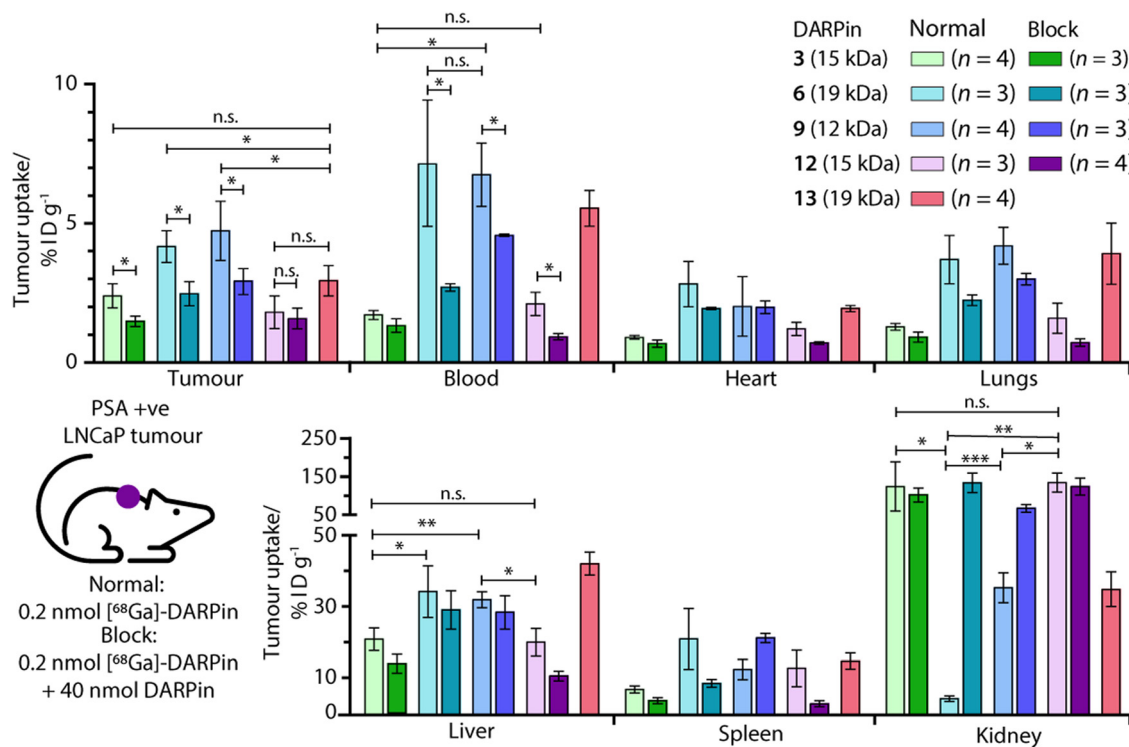 DARPin Normal Block
3 (15 kDa) (n = 4) (n = 3)
6 (19 kDa) (n = 3) (n = 3)
9 (12 kDa) (n = 4) (n = 3)
12 (15 kDa) (n = 3) (n = 4)
13 (19 kDa) (n = 4)
Tumour uptake/
% I D g⁻¹
10
5
0
n.s.
*
*
*
*
*
n.s.
n.s.
n.s.
*
n.s.
*
*
*
Tumour Blood Heart Lungs
PSA +ve
LNCaP tumour
Normal:
0.2 nmol [⁶⁸Ga]-DARPin
Block:
0.2 nmol [⁶⁸Ga]-DARPin
+ 40 nmol DARPin
Tumour uptake/
% I D g⁻¹
250
150
50
50
30
10
0
n.s.
**
*
*
n.s.
**
*
***
*
Liver Spleen Kidney